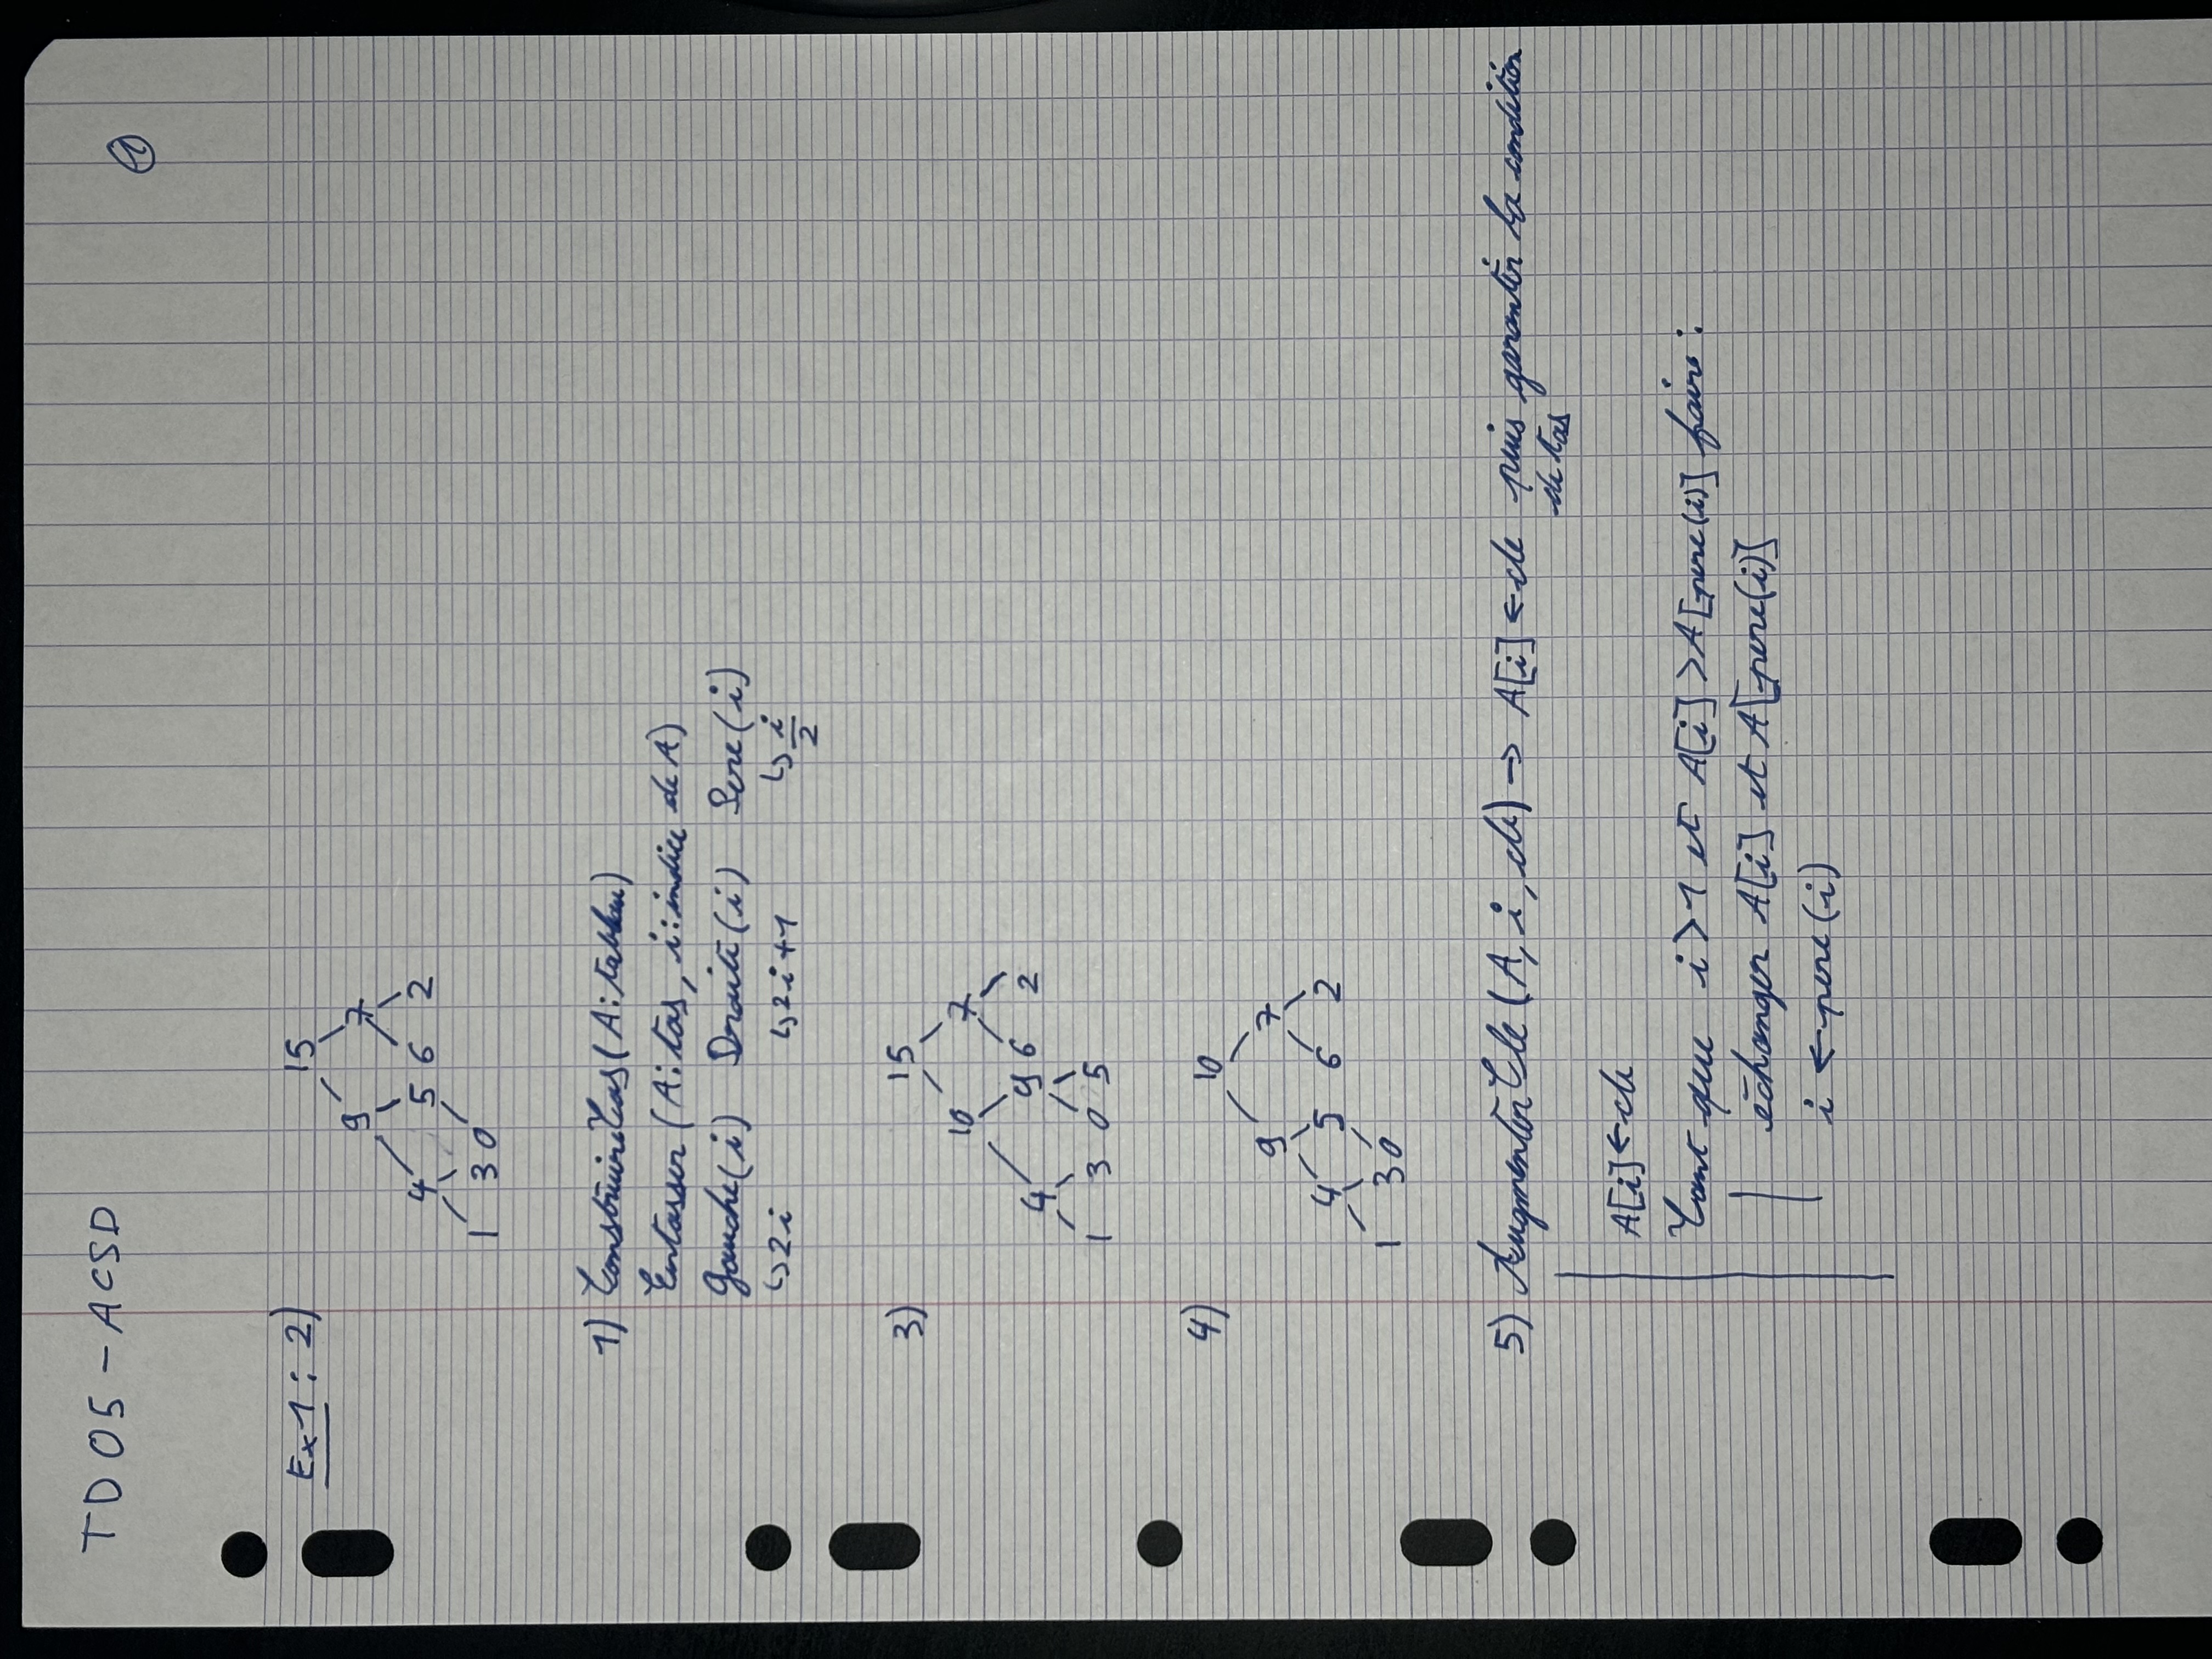 TD 05 - ACSD
①
Ex1 : 2)
15
9 7
4 5 6 2
1 3 0
1) ConstruireTas (A: tableau)
Entasser (A: tas, i: indice de A)
Gauche(i) Droite(i) Pere(i)
↳ 2i ↳ 2i+1 ↳ i/2
3)
15
10 7
4 9 6 2
1 3 0 5
4)
10
9 7
4 5 6 2
1 3 0
5) AugmenterCle (A, i, cle) → A[i] ← cle puis garantir la condition
de tas
A[i] ← cle
Tant que i > 1 et A[i] > A[pere(i)] faire :
échanger A[i] et A[pere(i)]
i ← pere(i)